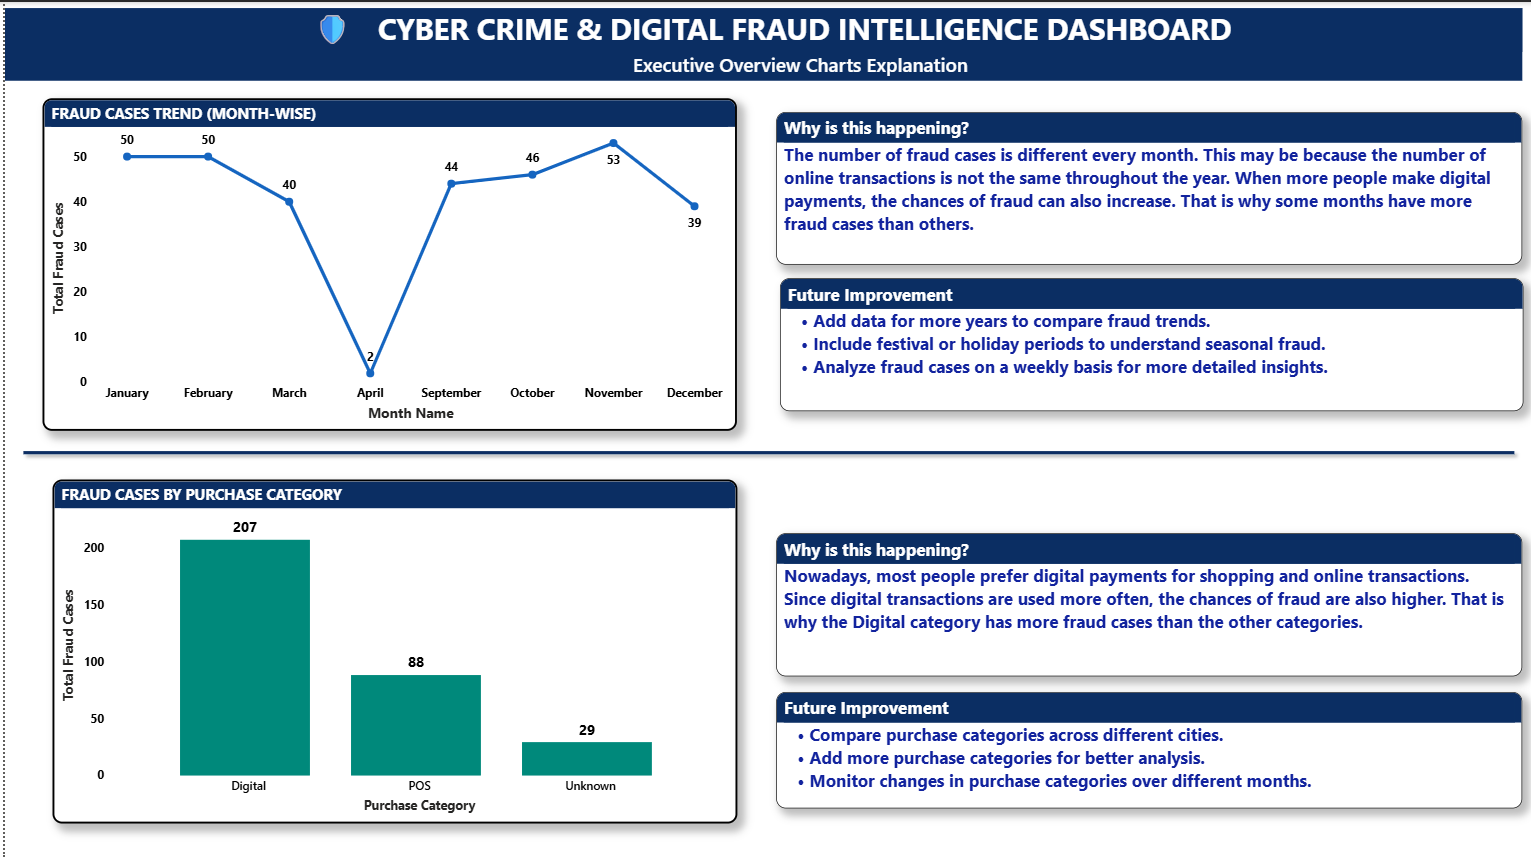 CYBER CRIME & DIGITAL FRAUD INTELLIGENCE DASHBOARD
Executive Overview Charts Explanation
FRAUD CASES TREND (MONTH-WISE)
50
50
40
2
44
46
53
39
50
40
30
20
10
0
Total Fraud Cases
January
February
March
April
September
October
November
December
Month Name
Why is this happening?
The number of fraud cases is different every month. This may be because the number of
online transactions is not the same throughout the year. When more people make digital
payments, the chances of fraud can also increase. That is why some months have more
fraud cases than others.
Future Improvement
• Add data for more years to compare fraud trends.
• Include festival or holiday periods to understand seasonal fraud.
• Analyze fraud cases on a weekly basis for more detailed insights.
FRAUD CASES BY PURCHASE CATEGORY
207
88
29
200
150
100
50
0
Total Fraud Cases
Digital
POS
Unknown
Purchase Category
Why is this happening?
Nowadays, most people prefer digital payments for shopping and online transactions.
Since digital transactions are used more often, the chances of fraud are also higher. That is
why the Digital category has more fraud cases than the other categories.
Future Improvement
• Compare purchase categories across different cities.
• Add more purchase categories for better analysis.
• Monitor changes in purchase categories over different months.